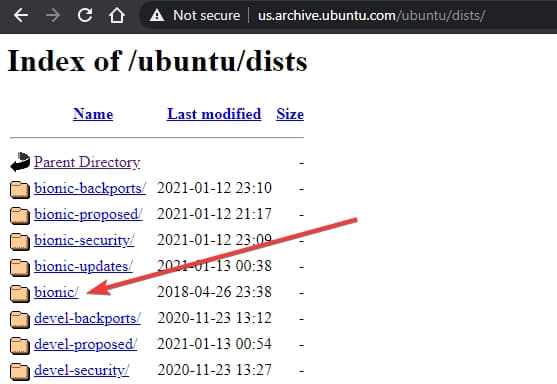 Not secure | us.archive.ubuntu.com/ubuntu/dists/
Index of /ubuntu/dists
Name Last modified Size
Parent Directory -
bionic-backports/ 2021-01-12 23:10 -
bionic-proposed/ 2021-01-12 21:17 -
bionic-security/ 2021-01-12 23:09 -
bionic-updates/ 2021-01-13 00:38 -
bionic/ 2018-04-26 23:38 -
devel-backports/ 2020-11-23 13:12 -
devel-proposed/ 2021-01-13 00:54 -
devel-security/ 2020-11-23 13:27 -